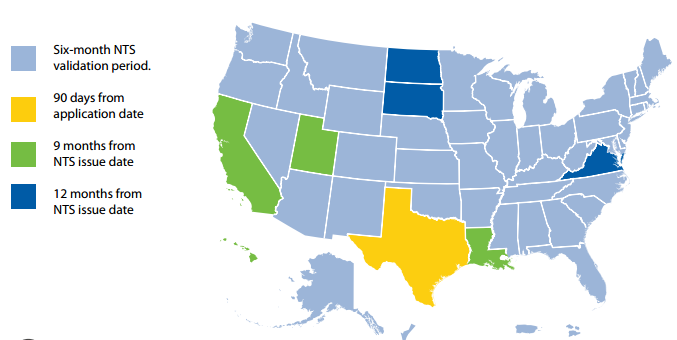 Six-month NTS
validation period.
90 days from
application date
9 months from
NTS issue date
12 months from
NTS issue date